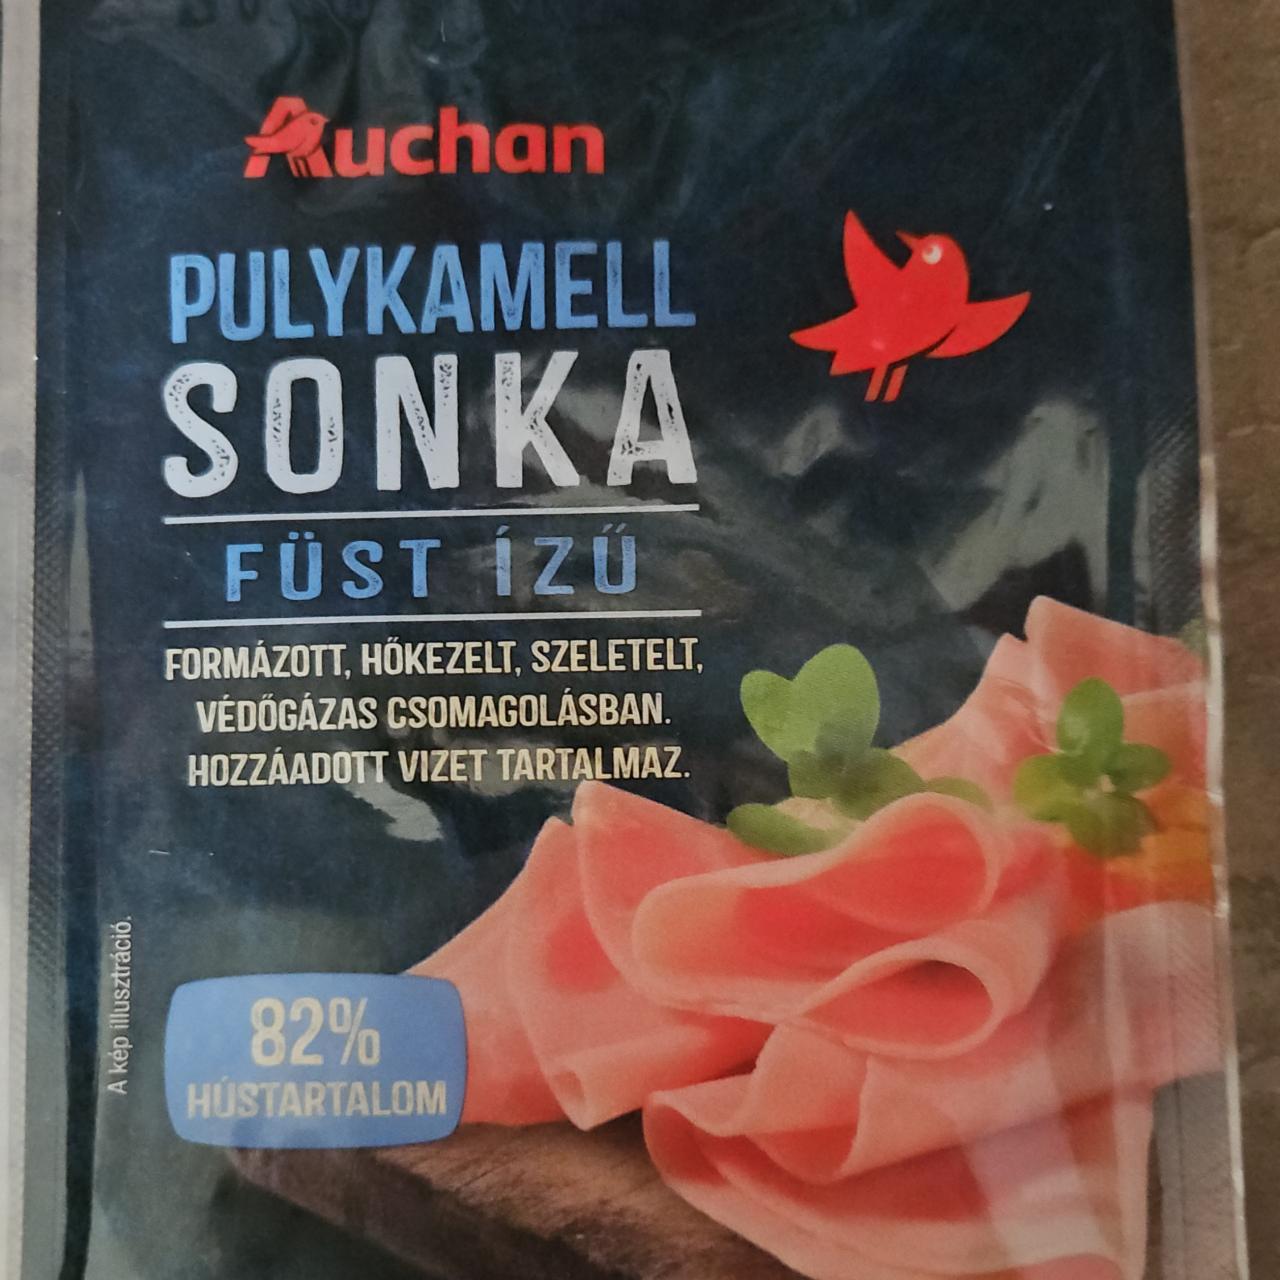 Auchan
PULYKAMELL
SONKA
FÜST ÍZŰ
FORMÁZOTT, HŐKEZELT, SZELETELT,
VÉDŐGÁZAS CSOMAGOLÁSBAN.
HOZZÁADOTT VIZET TARTALMAZ.
82%
HÚSTARTALOM
A kép illusztráció.